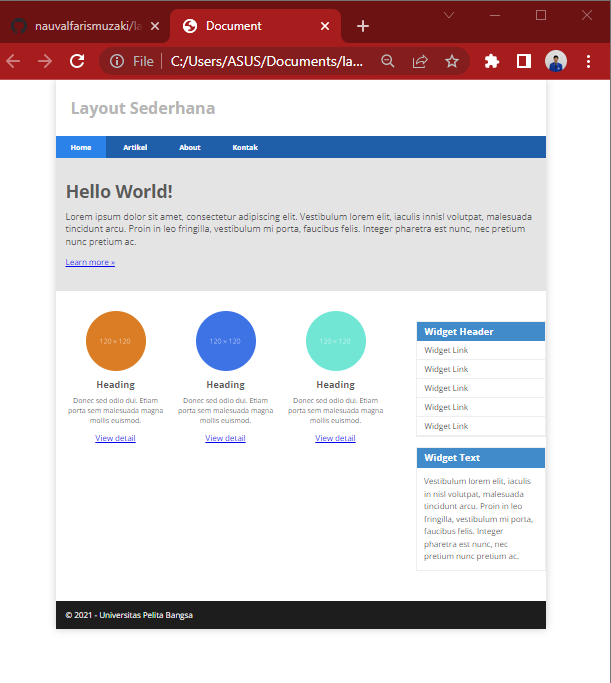 nauvalfarismuzaki/la
Document
File
C:/Users/ASUS/Documents/la...
Layout Sederhana
Home Artikel About Kontak
Hello World!
Lorem ipsum dolor sit amet, consectetur adipiscing elit. Vestibulum lorem elit, iaculis innisl volutpat, malesuada
tincidunt arcu. Proin in leo fringilla, vestibulum mi porta, faucibus felis. Integer pharetra est nunc, nec pretium
nunc pretium ac.
Learn more »
120 × 120
Heading
Donec sed odio dui. Etiam
porta sem malesuada magna
mollis euismod.
View detail
120 × 120
Heading
Donec sed odio dui. Etiam
porta sem malesuada magna
mollis euismod.
View detail
120 × 120
Heading
Donec sed odio dui. Etiam
porta sem malesuada magna
mollis euismod.
View detail
Widget Header
Widget Link
Widget Link
Widget Link
Widget Link
Widget Link
Widget Text
Vestibulum lorem elit, iaculis
in nisl volutpat, malesuada
tincidunt arcu. Proin in leo
fringilla, vestibulum mi porta,
faucibus felis. Integer
pharetra est nunc, nec
pretium nunc pretium ac.
© 2021 - Universitas Pelita Bangsa